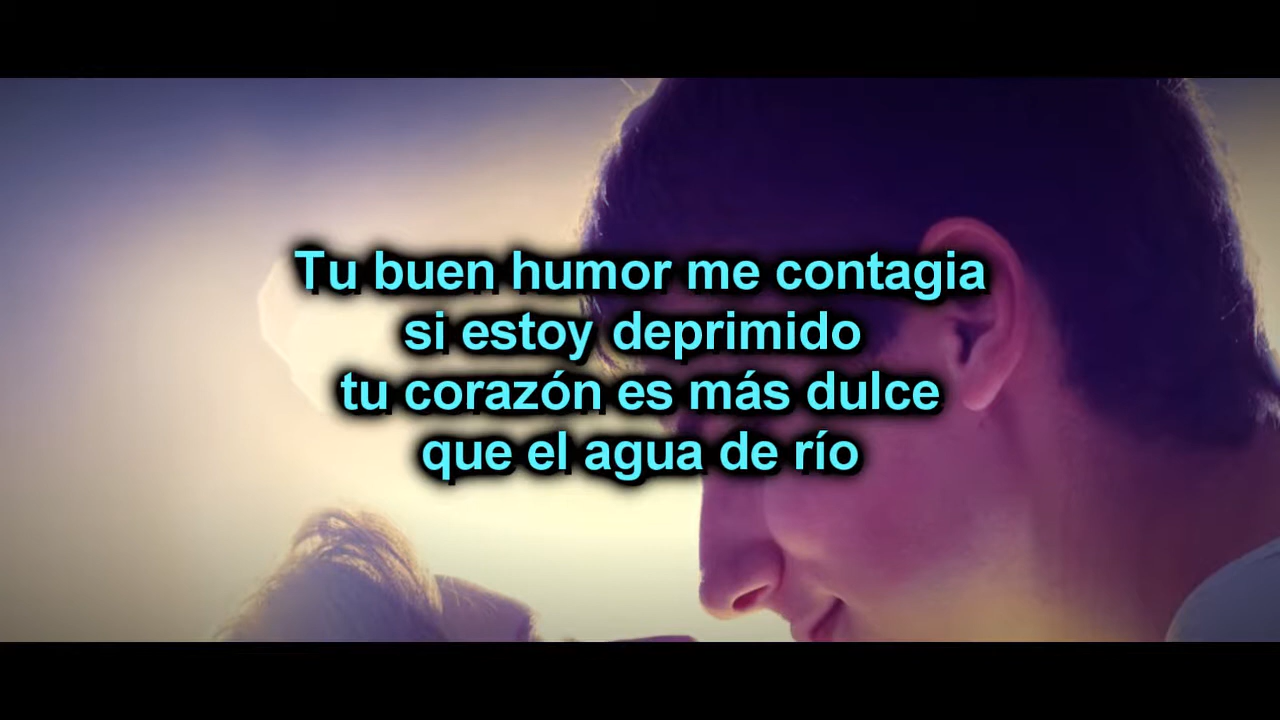 Tu buen humor me contagia
si estoy deprimido
tu corazón es más dulce
que el agua de río